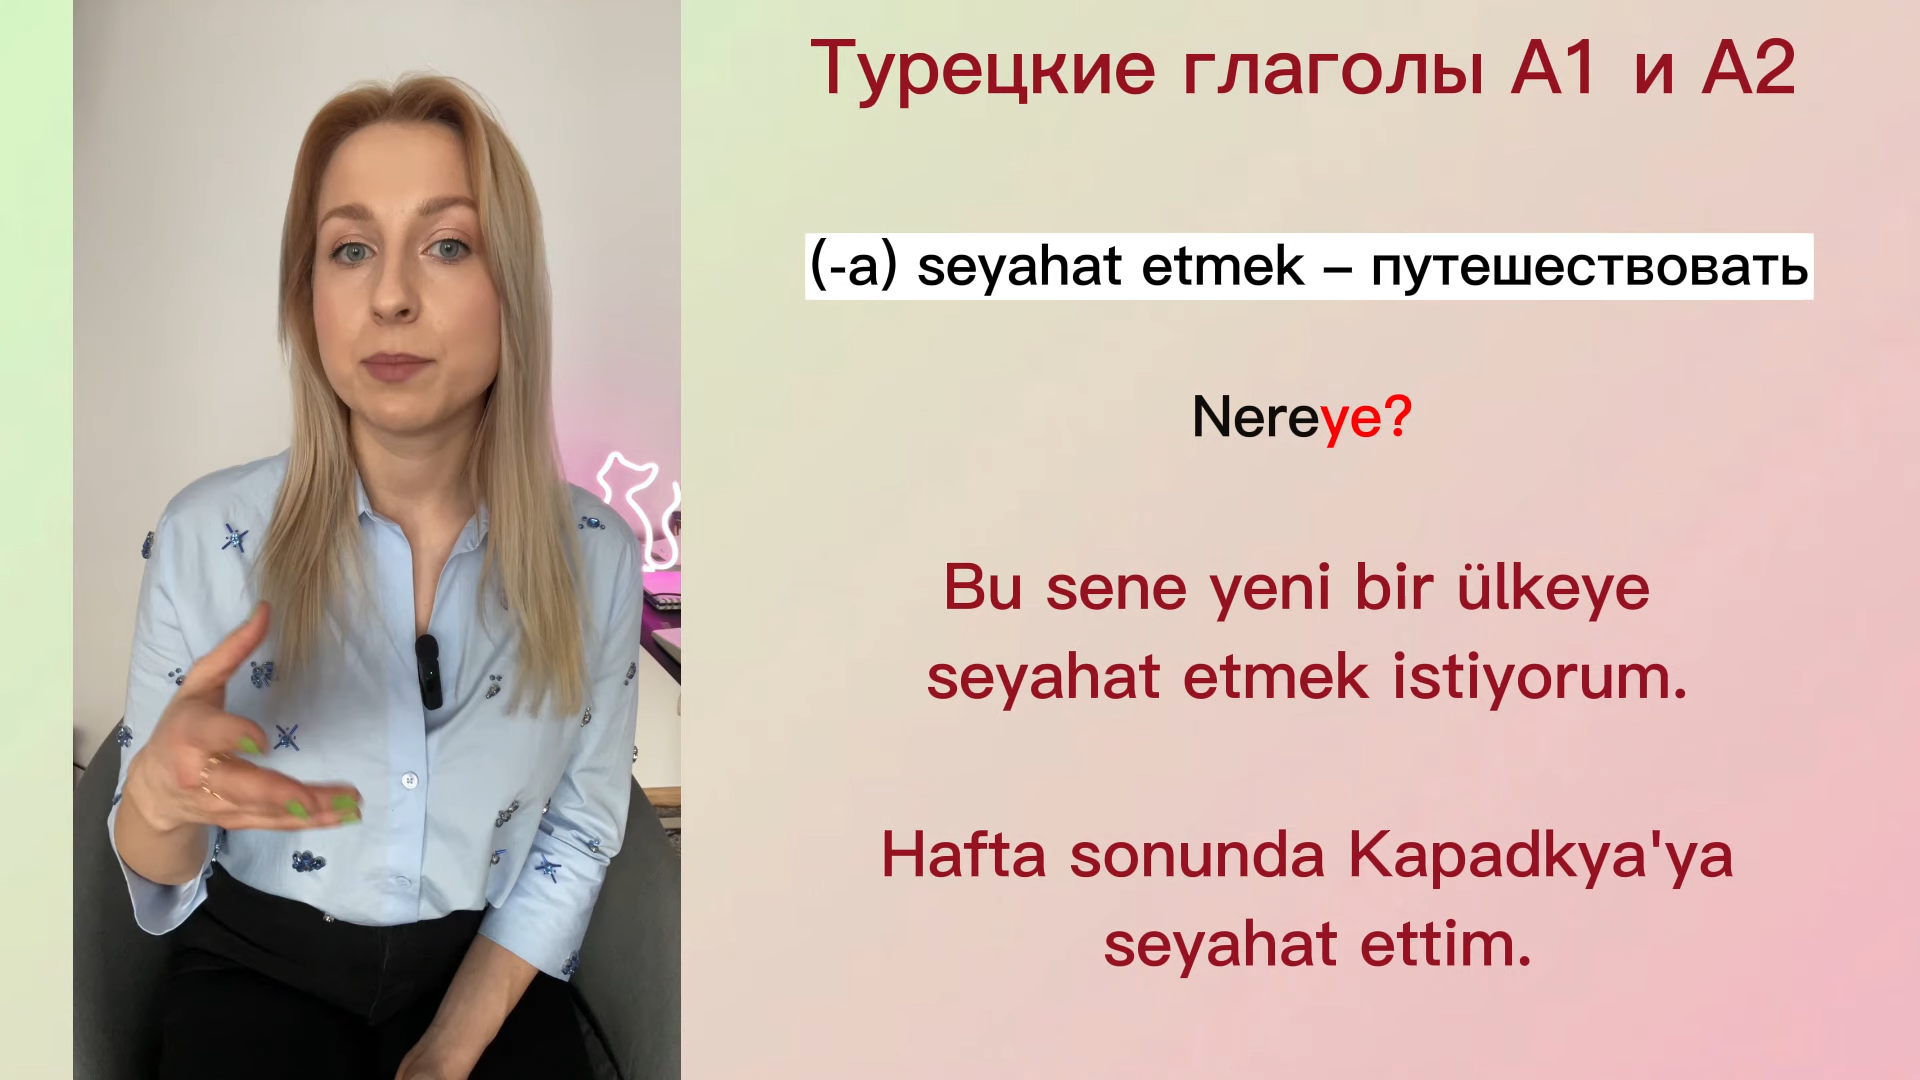 Турецкие глаголы А1 и А2
(-а) seyahat etmek – путешествовать
Nereye?
Bu sene yeni bir ülkeye
seyahat etmek istiyorum.
Hafta sonunda Kapadkya'ya
seyahat ettim.